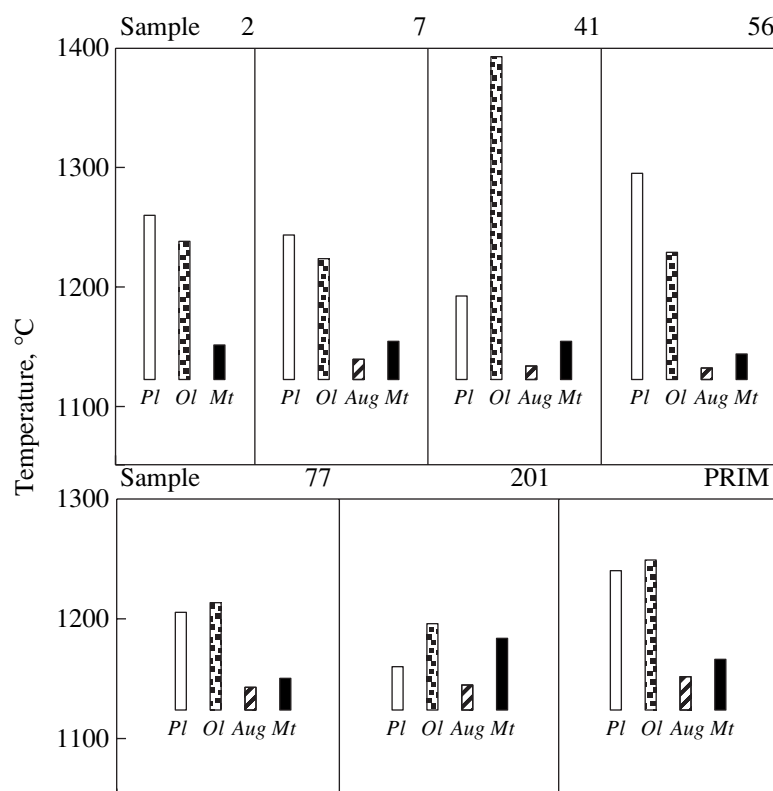 Sample 2 7 41 56
1400
1300
1200
1100
Pl Ol Mt Pl Ol Aug Mt Pl Ol Aug Mt Pl Ol Aug Mt
Temperature, °C
Sample 77 201 PRIM
1300
1200
1100
Pl Ol Aug Mt Pl Ol Aug Mt Pl Ol Aug Mt